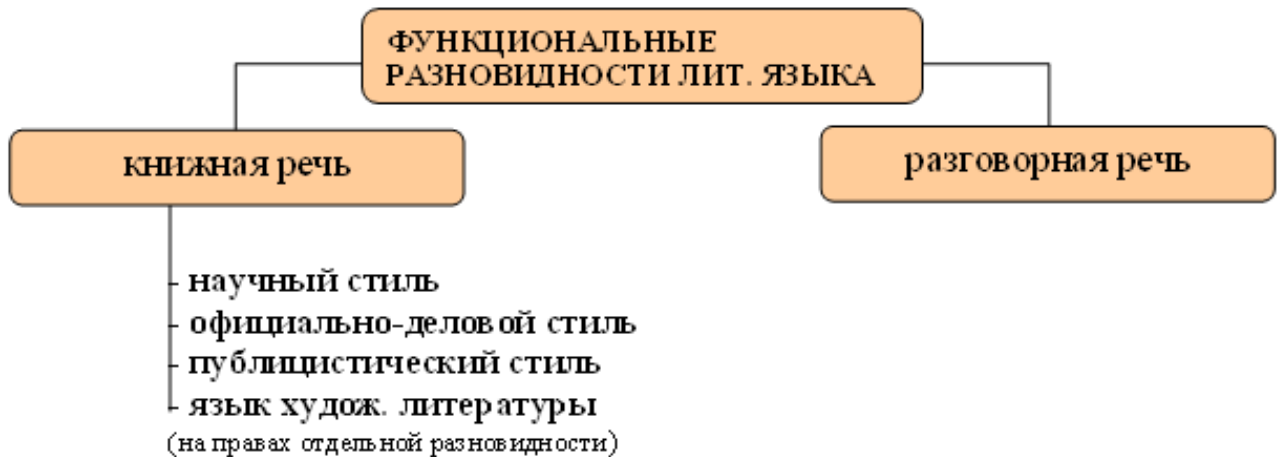 ФУНКЦИОНАЛЬНЫЕ
РАЗНОВИДНОСТИ ЛИТ. ЯЗЫКА
книжная речь
разговорная речь
- научный стиль
- официально-деловой стиль
- публицистический стиль
- язык худож. литературы
(на правах отдельной разновидности)